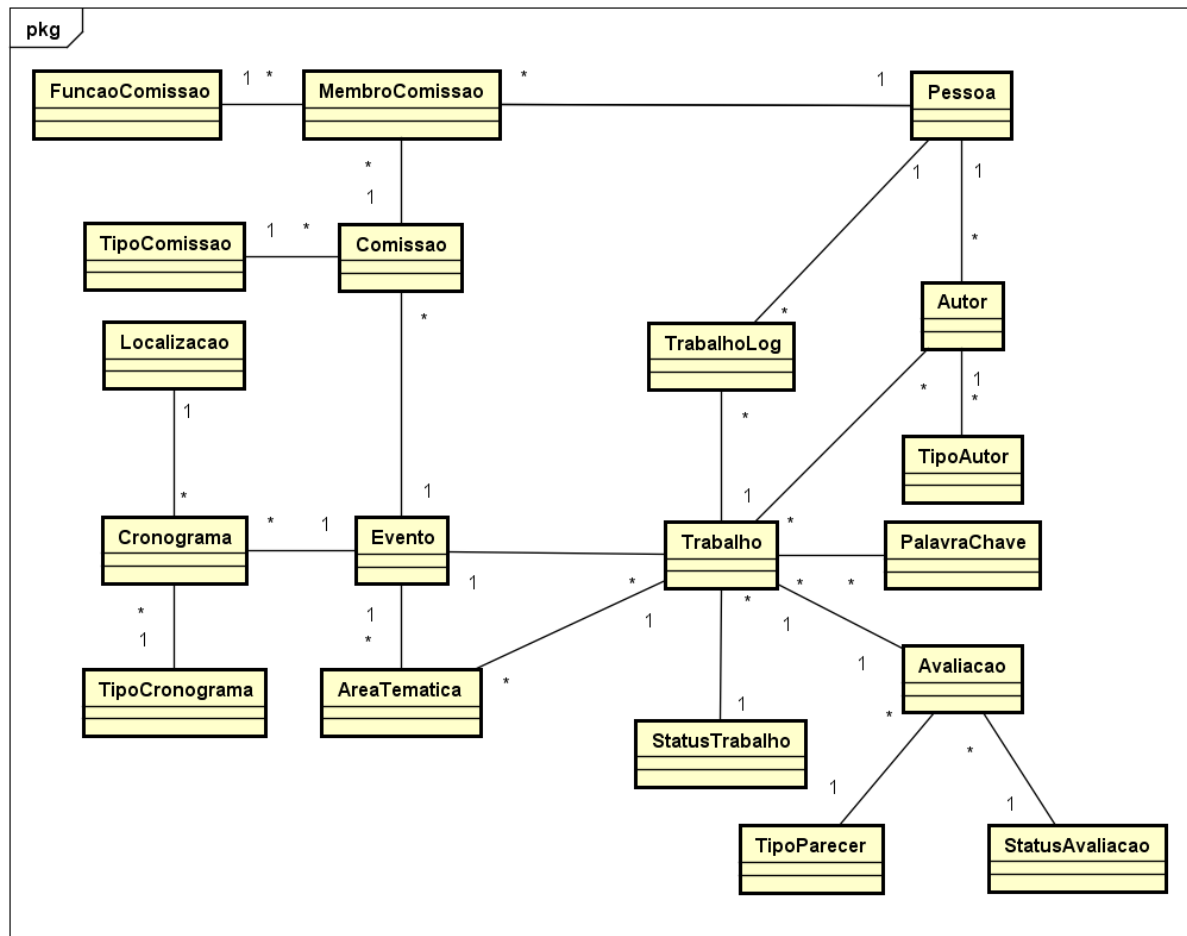 pkg
FuncaoComissao 1 * MembroComissao * 1 Pessoa
* 1 1
1
TipoComissao 1 * Comissao
*
Autor
Localizacao * * TrabalhoLog
1 * * 1
*
TipoAutor
* 1 1 *
Cronograma * 1 Evento Trabalho PalavraChave
1 * * *
* 1 1 * 1
1 * 1
TipoCronograma AreaTematica * Avaliacao
1 *
StatusTrabalho *
1 1
TipoParecer StatusAvaliacao